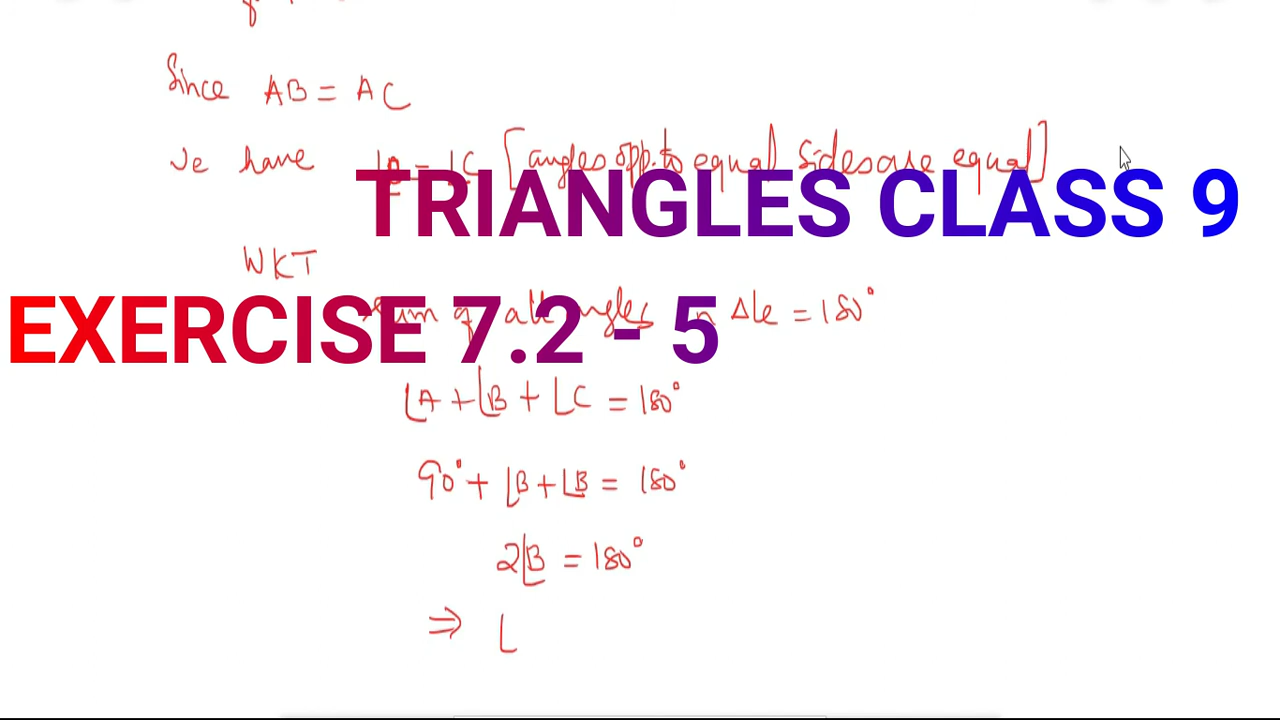 Since AB = AC
we have ∠B = ∠C [angles opp. to equal sides are equal]
TRIANGLES CLASS 9
WKT
sum of all angles in Δle = 180°
EXERCISE 7.2 - 5
∠A + ∠B + ∠C = 180°
90° + ∠B + ∠B = 180°
2∠B = 180°
⇒ ∠